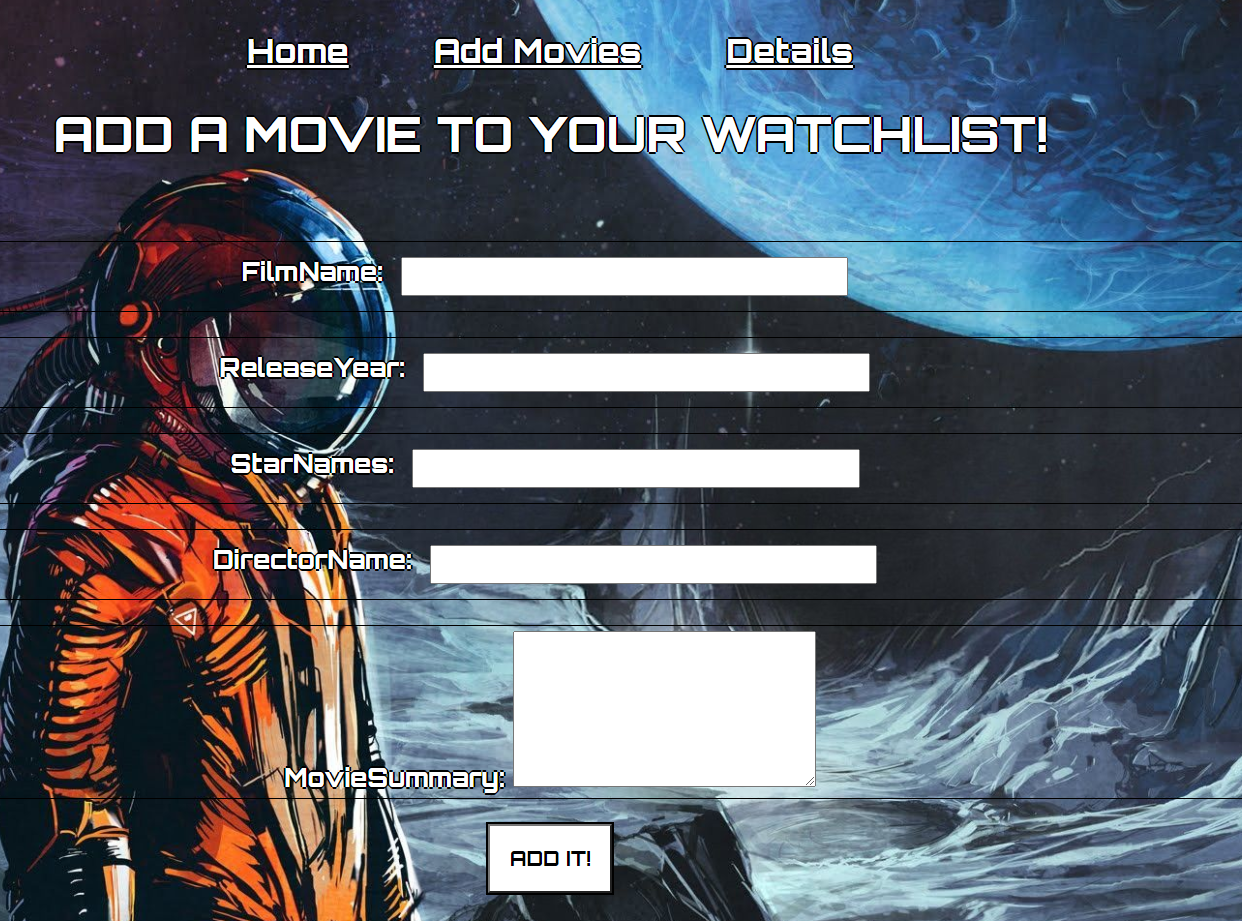 Home Add Movies Details
ADD A MOVIE TO YOUR WATCHLIST!
FilmName:
ReleaseYear:
StarNames:
DirectorName:
MovieSummary:
ADD IT!